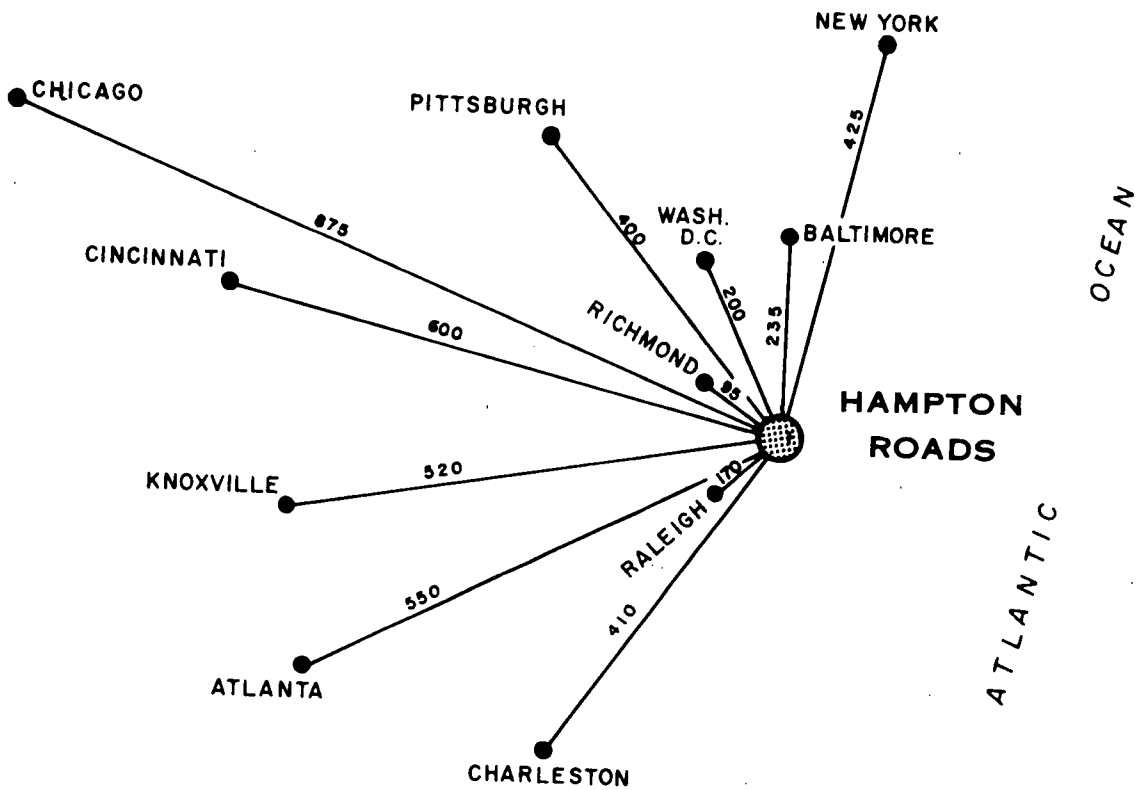 NEW YORK
CHICAGO
PITTSBURGH
425
OCEAN
875
400
WASH.
D.C.
BALTIMORE
CINCINNATI
200
235
RICHMOND
600
95
HAMPTON
ROADS
KNOXVILLE
520
170
RALEIGH
ATLANTIC
550
410
ATLANTA
CHARLESTON